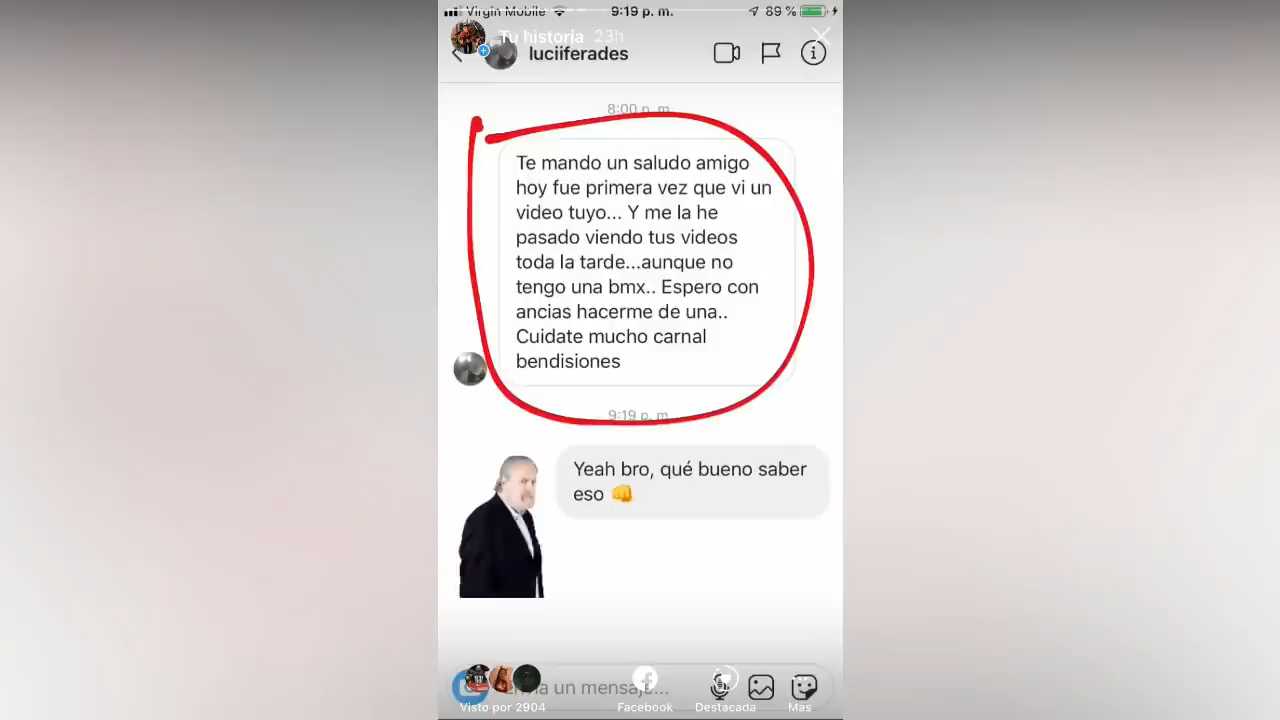 Virgin Mobile 9:19 p. m. 89 %
Tu historia 23h
luciiferades
8:00 p. m.
Te mando un saludo amigo
hoy fue primera vez que vi un
video tuyo... Y me la he
pasado viendo tus videos
toda la tarde...aunque no
tengo una bmx.. Espero con
ancias hacerme de una..
Cuidate mucho carnal
bendisiones
9:19 p. m.
Yeah bro, qué bueno saber
eso 👊
un mensaje...
Visto por 2904 Facebook Destacada Mas